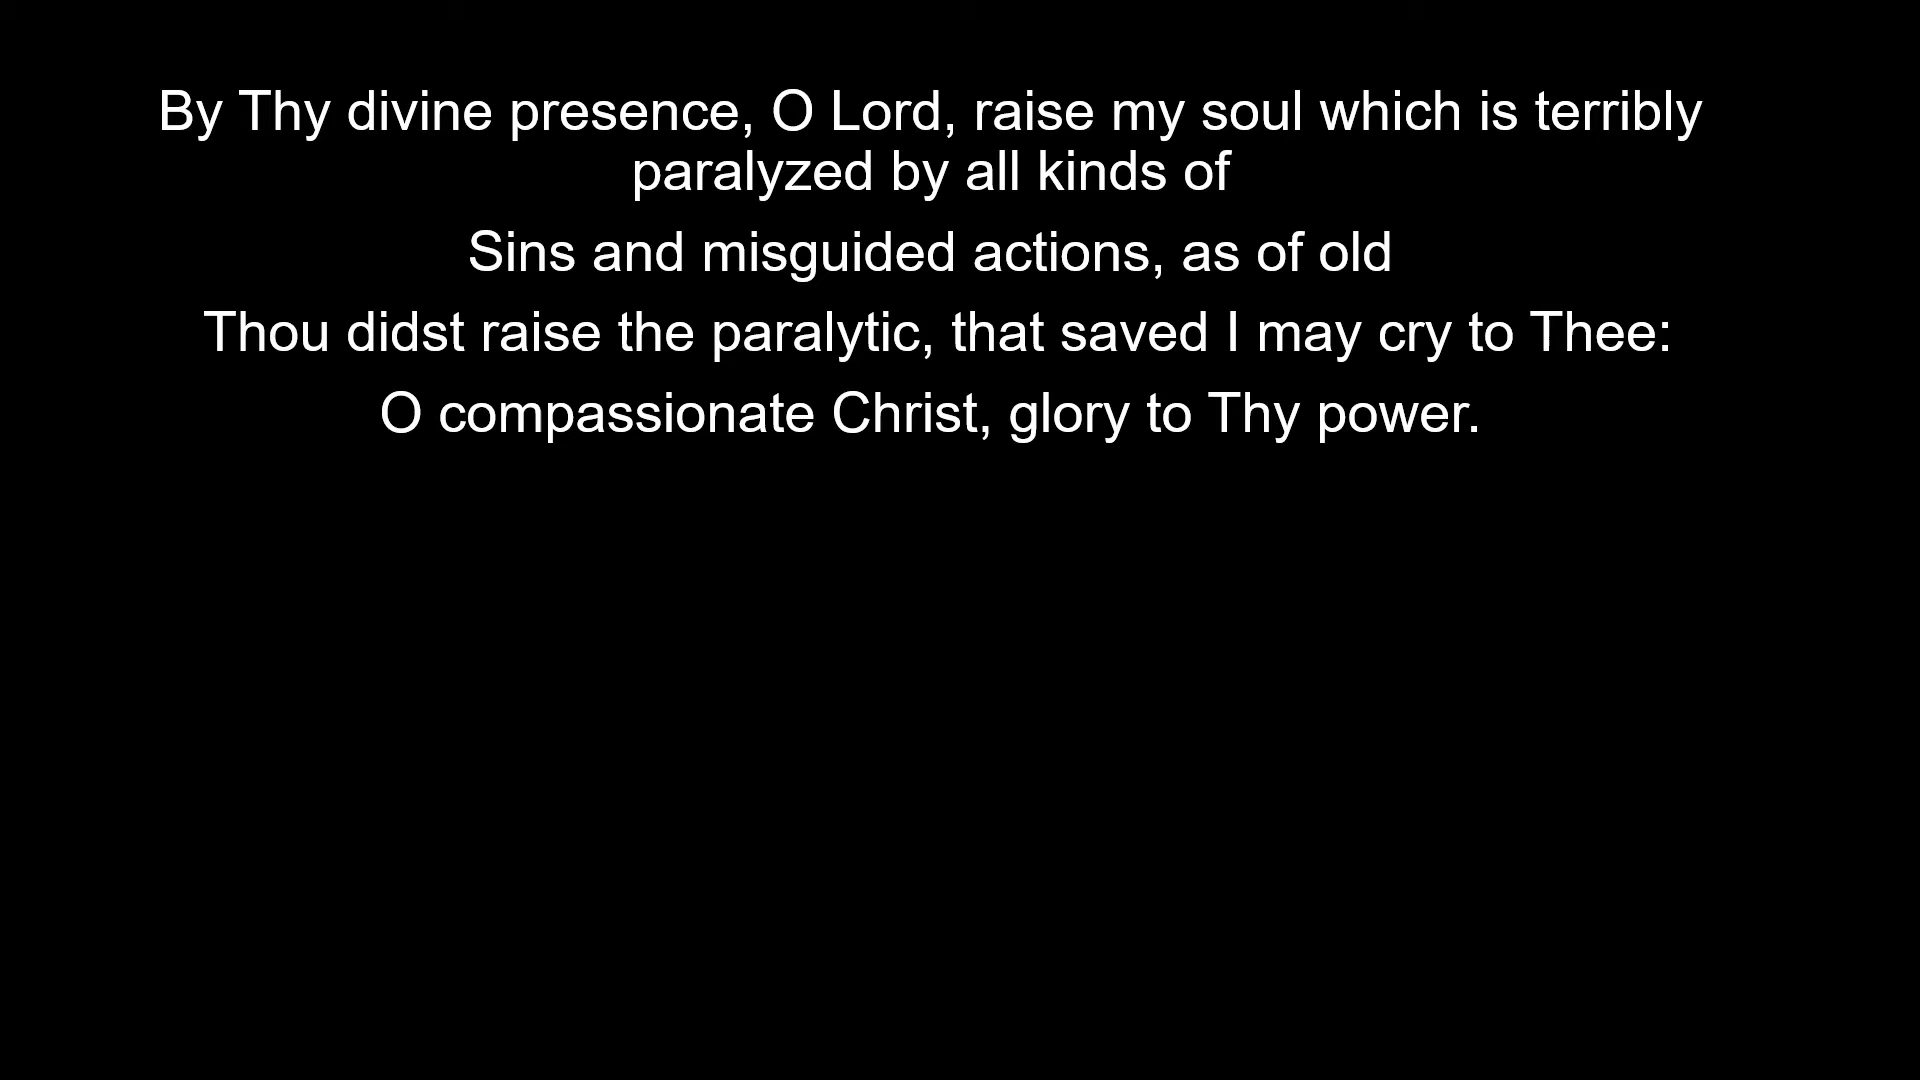 By Thy divine presence, O Lord, raise my soul which is terribly
paralyzed by all kinds of
Sins and misguided actions, as of old
Thou didst raise the paralytic, that saved I may cry to Thee:
O compassionate Christ, glory to Thy power.